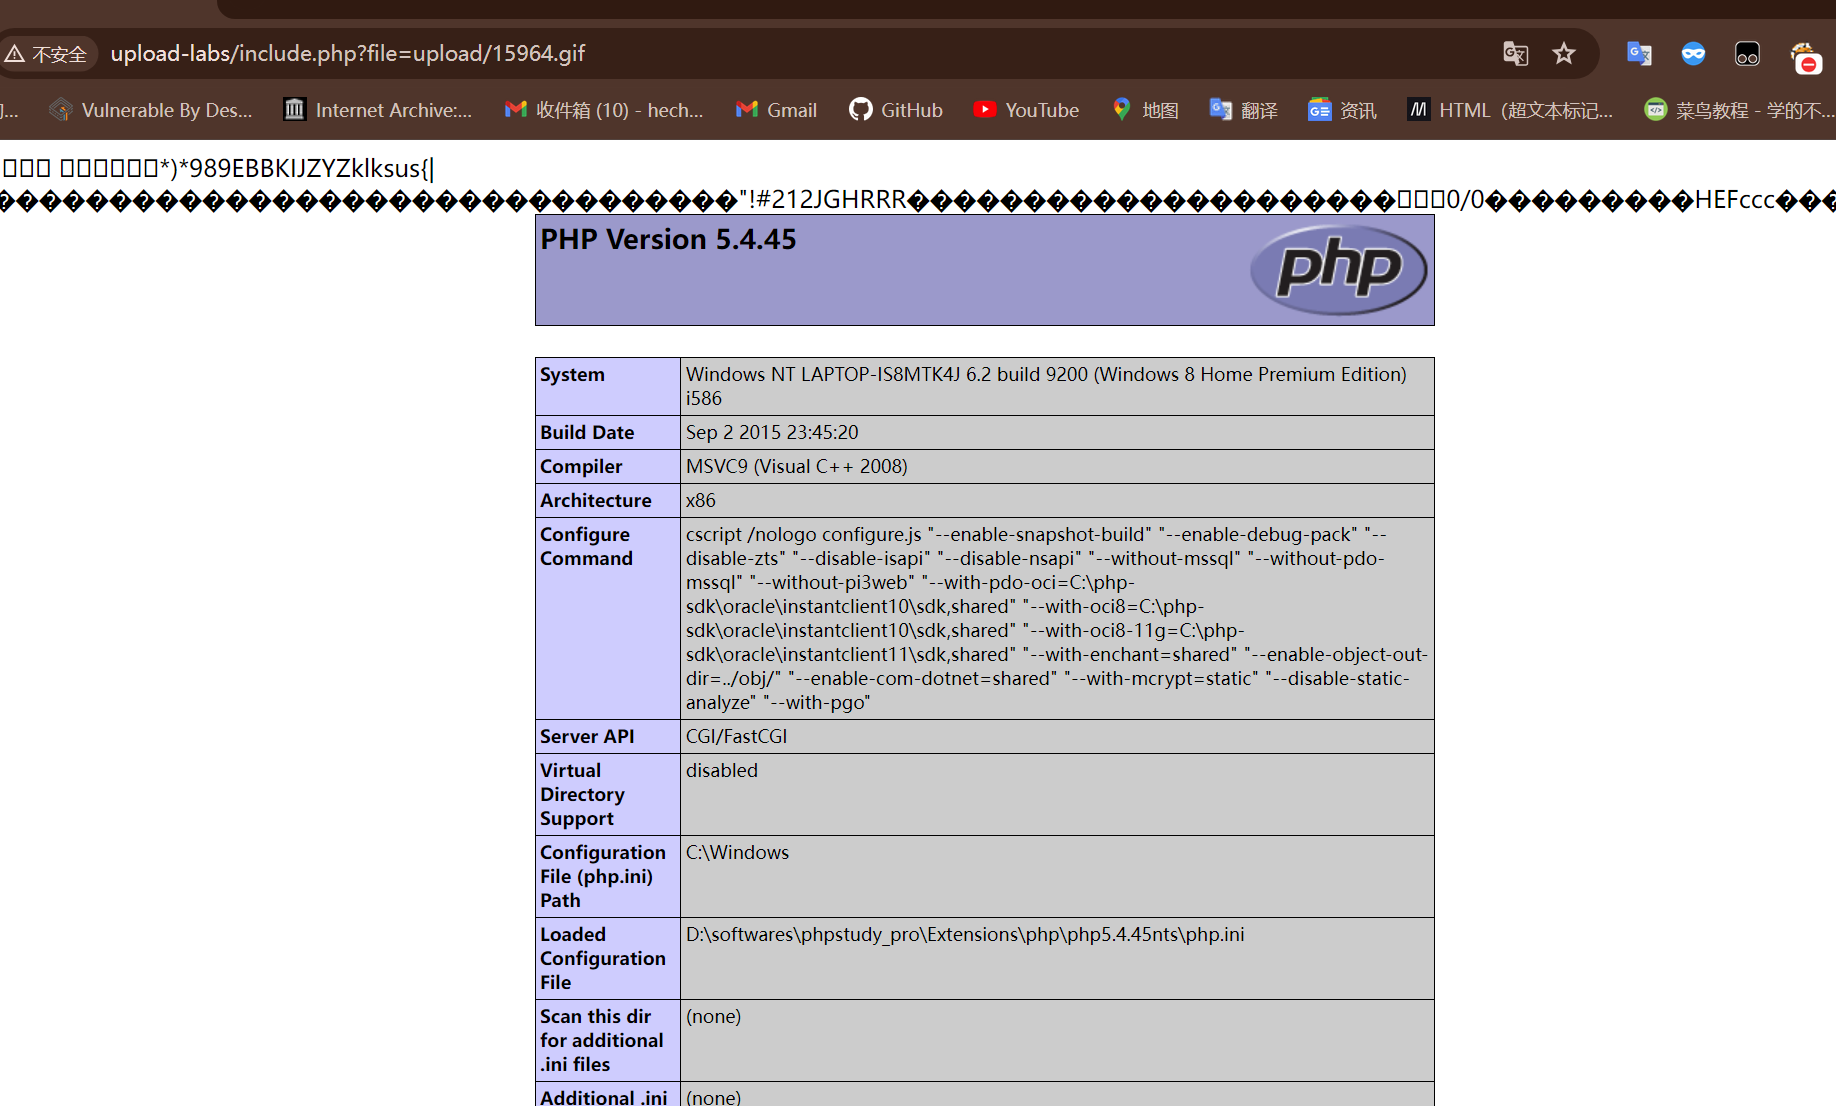 不安全 upload-labs/include.php?file=upload/15964.gif
Vulnerable By Des... Internet Archive:... 收件箱 (10) - hech... Gmail GitHub YouTube 地图 翻译 资讯 HTML（超文本标记... 菜鸟教程 - 学的不...
*)*989EBBKIJZYZklksus{|
"!#212JGHRRR 0/0 HEFccc
PHP Version 5.4.45
php
System
Windows NT LAPTOP-IS8MTK4J 6.2 build 9200 (Windows 8 Home Premium Edition)
i586
Build Date
Sep 2 2015 23:45:20
Compiler
MSVC9 (Visual C++ 2008)
Architecture
x86
Configure
Command
cscript /nologo configure.js "--enable-snapshot-build" "--enable-debug-pack" "--
disable-zts" "--disable-isapi" "--disable-nsapi" "--without-mssql" "--without-pdo-
mssql" "--without-pi3web" "--with-pdo-oci=C:\php-
sdk\oracle\instantclient10\sdk,shared" "--with-oci8=C:\php-
sdk\oracle\instantclient10\sdk,shared" "--with-oci8-11g=C:\php-
sdk\oracle\instantclient11\sdk,shared" "--with-enchant=shared" "--enable-object-out-
dir=../obj/" "--enable-com-dotnet=shared" "--with-mcrypt=static" "--disable-static-
analyze" "--with-pgo"
Server API
CGI/FastCGI
Virtual
Directory
Support
disabled
Configuration
File (php.ini)
Path
C:\Windows
Loaded
Configuration
File
D:\softwares\phpstudy_pro\Extensions\php\php5.4.45nts\php.ini
Scan this dir
for additional
.ini files
(none)
Additional .ini
(none)